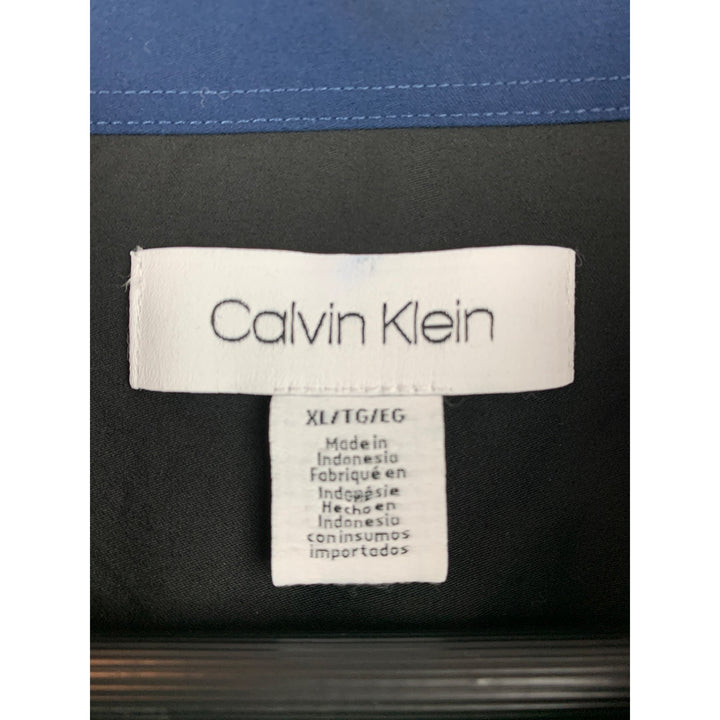 Calvin Klein
XL/TG/EG
Made in
Indonesia
Fabriqué en
Indonésie
Hecho en
Indonesia
con insumos
importados